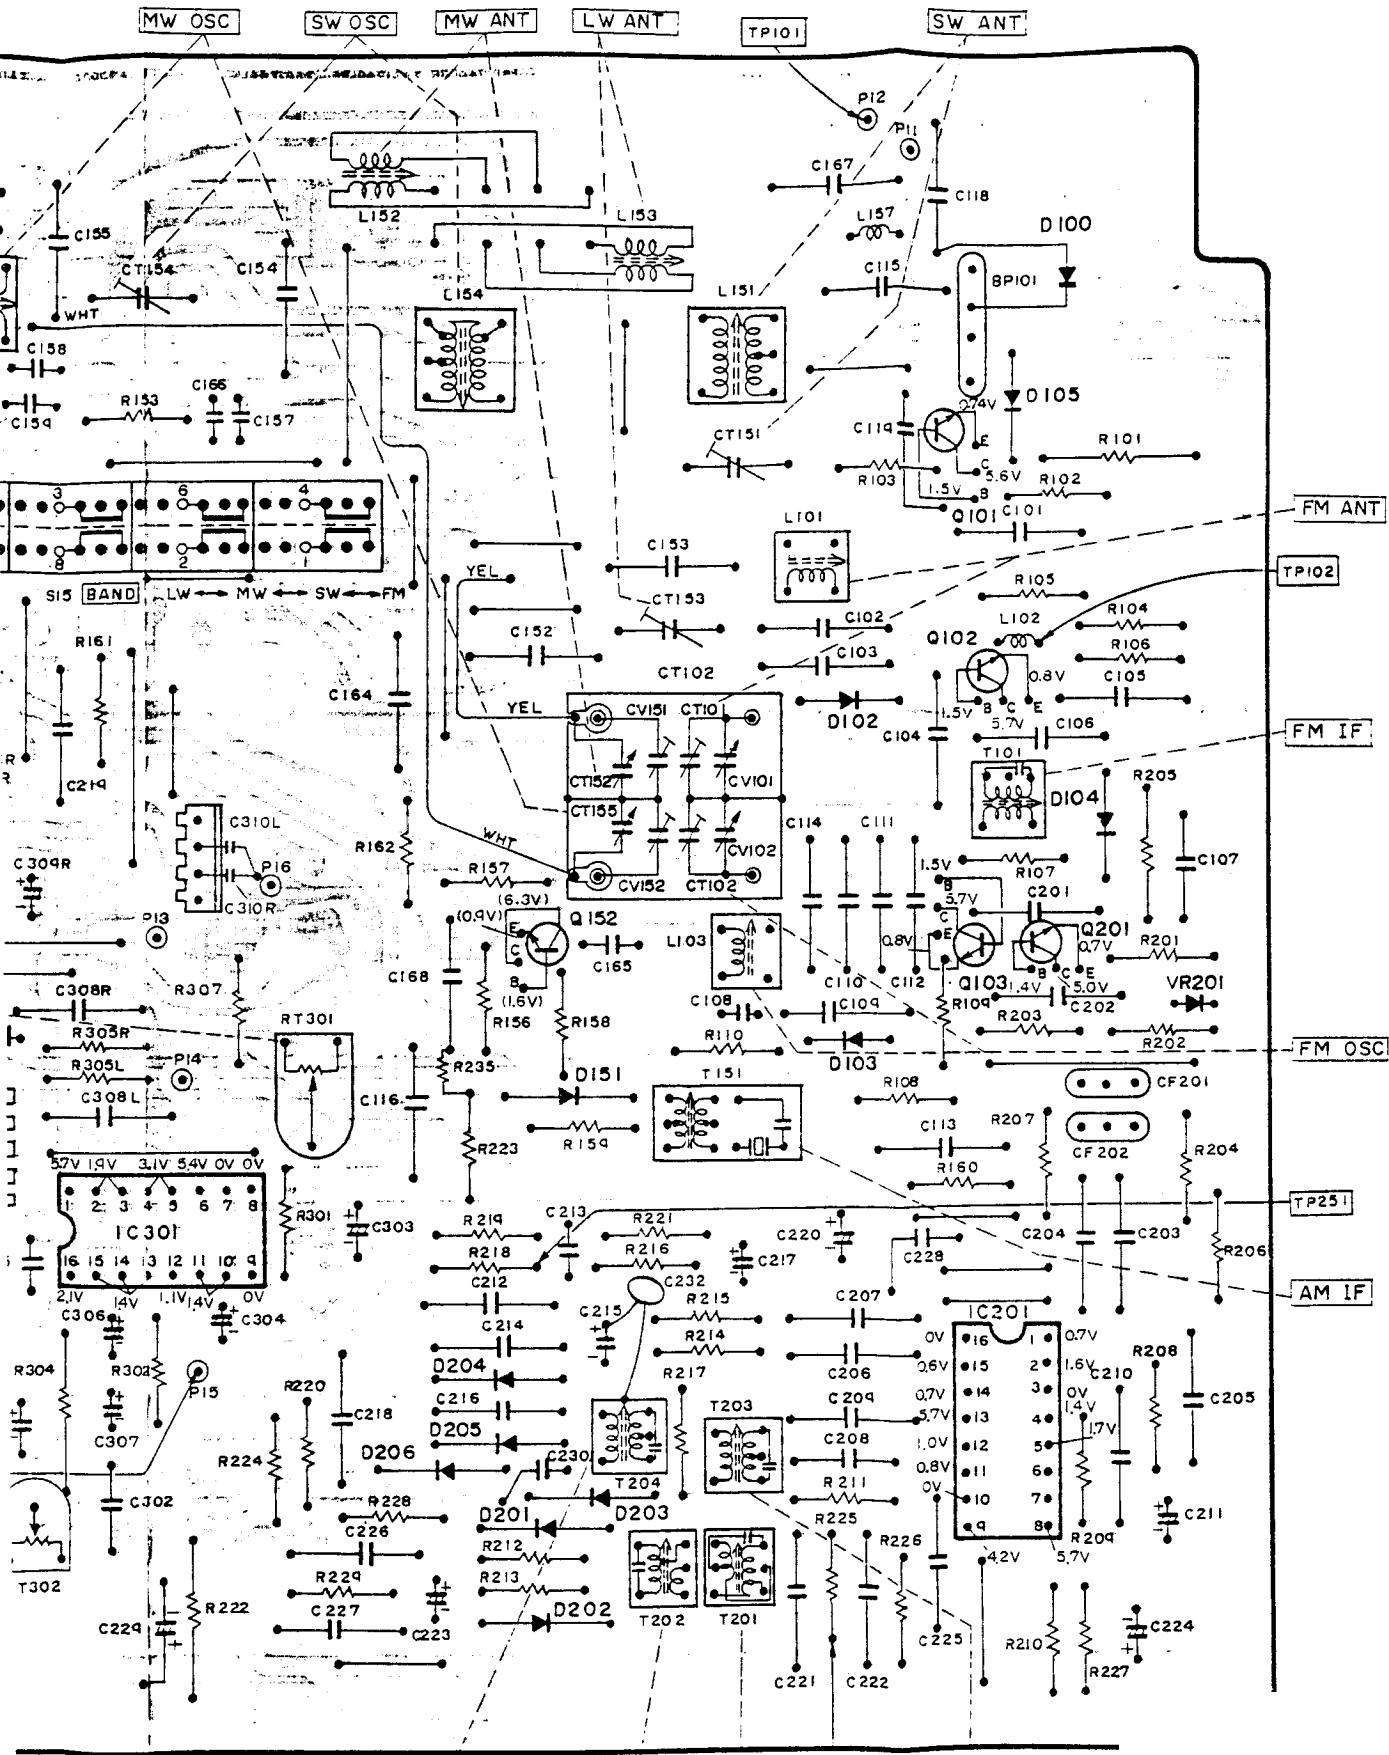 MW OSC SW OSC MW ANT LW ANT TP101 SW ANT
P12
P11
C167
C118
L152 L153 L157
D100
C155
CT154 C154 C115
BP101
L154 L151
WHT
C158
C166
R153
C159 C157
0.74V
D105
CT151 C119
E
R101
C
R103 5.6V R102
1.5V B
3 6 4
Q101 C101
FM ANT
L101
8 2 1
C153
YEL
TP102
S15 BAND LW MW SW FM
R105
CT153
L102 R104
C102
Q102
R161 C152
R106
C103
CT102
0.8V C105
C164
YEL CV151 CT101
D102 1.5V B C E
5.7V C106
C104
FM IF
T101
C219 CT152 CV101
R205
D104
CT155
C310L
WHT
C114 C111
R162
CV102
C309R P16
R157
1.5V R107 C107
CV152 CT102
B
C310R
(6.3V)
5.7V C201
P13
(0.9V) Q152
C
E
E
L103
0.8V
Q201
C
0.7V R201
C168 C165
B
C110 C112 Q103 B C E
C308R R307
(1.6V)
1.4V 5.0V VR201
C108 C109 R109 C202
RT301
R156 R158
R305R
R203
P14
R110
R202
D103
FM OSC
R305L
R235
D151 T151
C308L
R108
CF201
C116
R207
C113
R223 R159
R204
CF202
5.7V 1.9V 3.1V 5.4V 0V 0V
R160
1 2 3 4 5 6 7 8
TP251
R301 C303
R219 C213 R221
IC301
C220
C204 C203
R218 R216
C217
C228
R206
16 15 14 13 12 11 10 9
C212 C232
AM IF
2.1V 1.4V 1.1V 1.4V 0V
C306 C304
C215 R215
C207 IC201
C214
0V 16 1 0.7V
R214
R304 R303
D204
C206
0.6V 15 2 1.6V
R208
R217
C210
P15
R220
0.7V 14 3 0V
C205
C216
C209
1.4V
C218
T203
5.7V 13 4
C307
D205
C208
1.7V
1.0V 12 5
R224
D206 C230
0.8V 11 6
T204
R211
0V
C302
R228
10 7
D201 D203
R225
C211
C226
R226
9 8 R209
R212
4.2V 5.7V
T302
R229 R213
C229 R222
C227 C223 D202
T202 T201
C224
C225 R210
R227
C221 C222